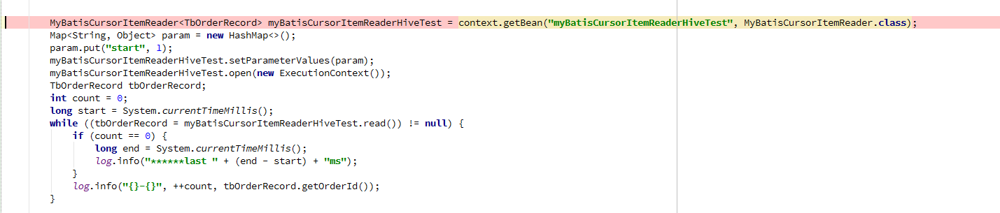 MyBatisCursorItemReader<TbOrderRecord> myBatisCursorItemReaderHiveTest = context.getBean("myBatisCursorItemReaderHiveTest", MyBatisCursorItemReader.class);
Map<String, Object> param = new HashMap<>();
param.put("start", 1);
myBatisCursorItemReaderHiveTest.setParameterValues(param);
myBatisCursorItemReaderHiveTest.open(new ExecutionContext());
TbOrderRecord tbOrderRecord;
int count = 0;
long start = System.currentTimeMillis();
while ((tbOrderRecord = myBatisCursorItemReaderHiveTest.read()) != null) {
    if (count == 0) {
        long end = System.currentTimeMillis();
        log.info("******last " + (end - start) + "ms");
    }
    log.info("{}-{}", ++count, tbOrderRecord.getOrderId());
}